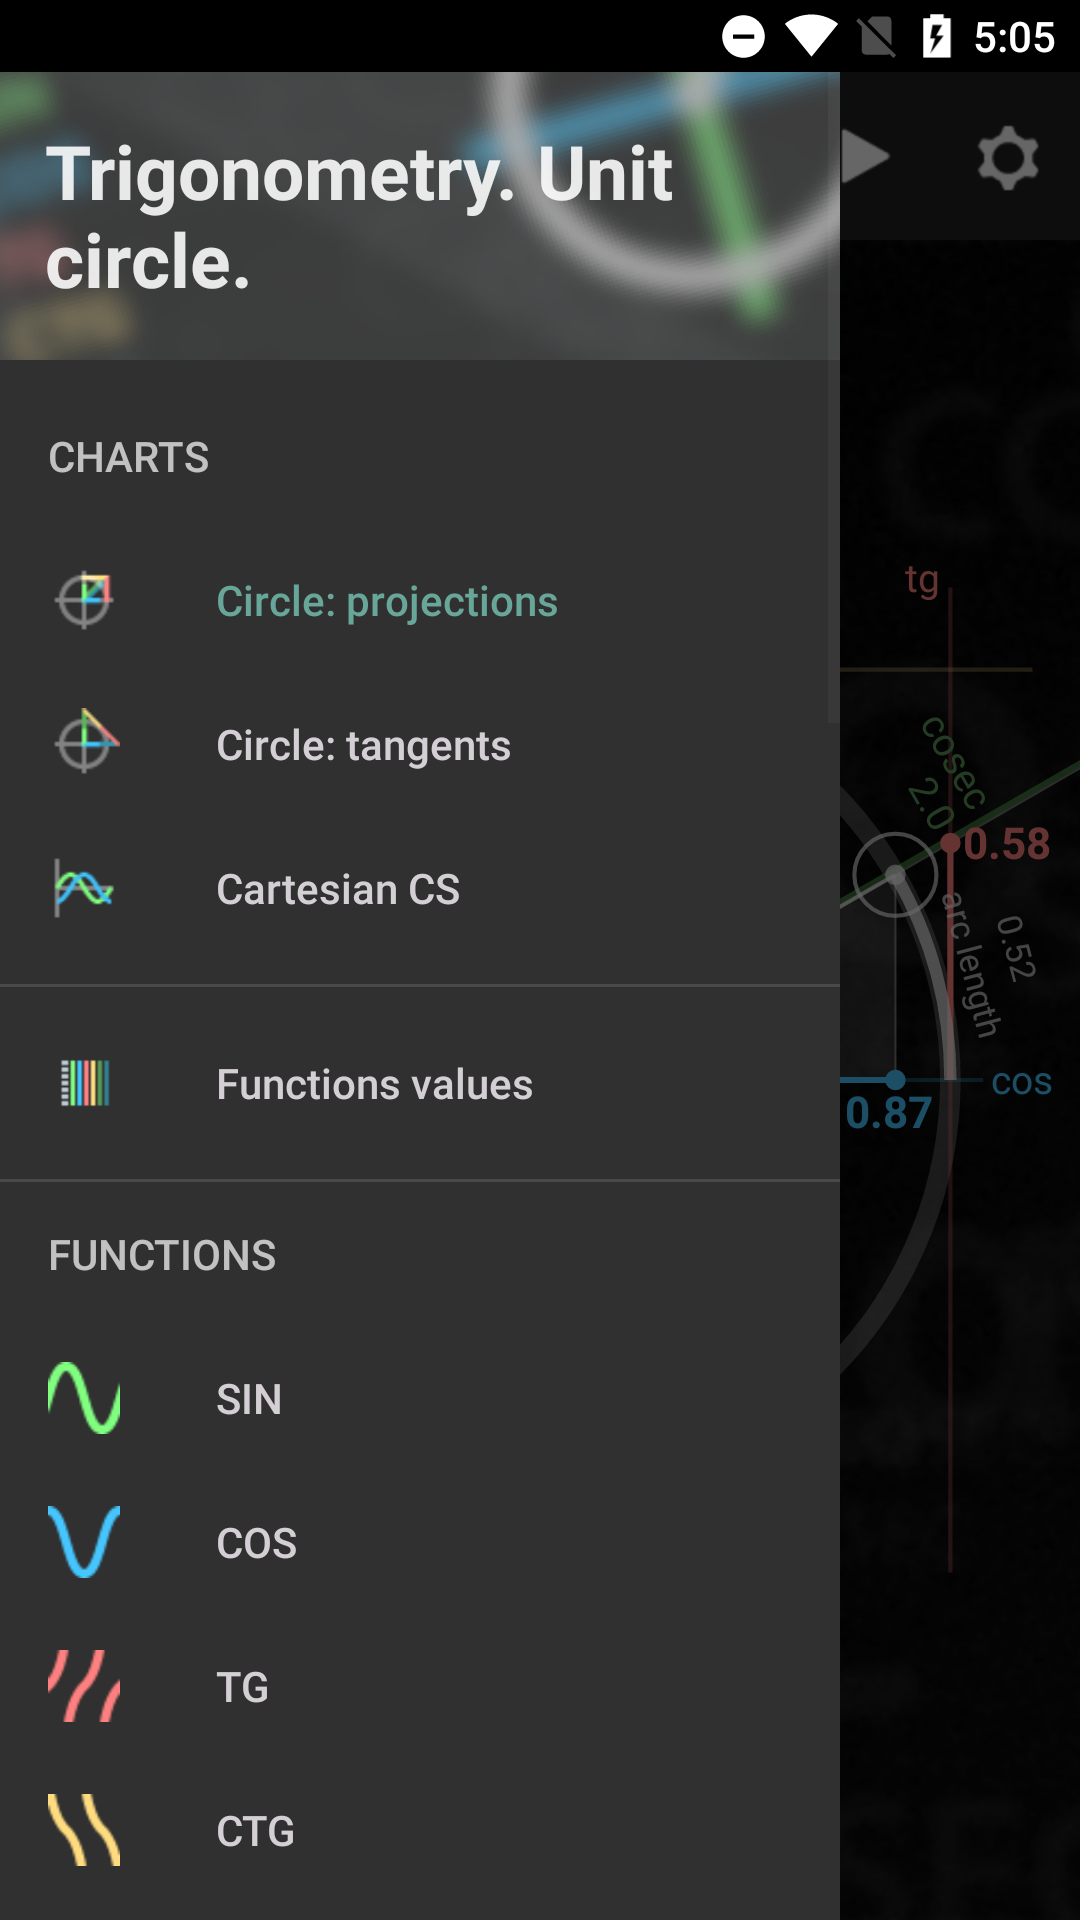 5:05
Trigonometry. Unit
circle.
CHARTS
Circle: projections
Circle: tangents
Cartesian CS
Functions values
FUNCTIONS
SIN
COS
TG
CTG
tg
cosec
2.0
0.58
arc length
0.52
cos
0.87